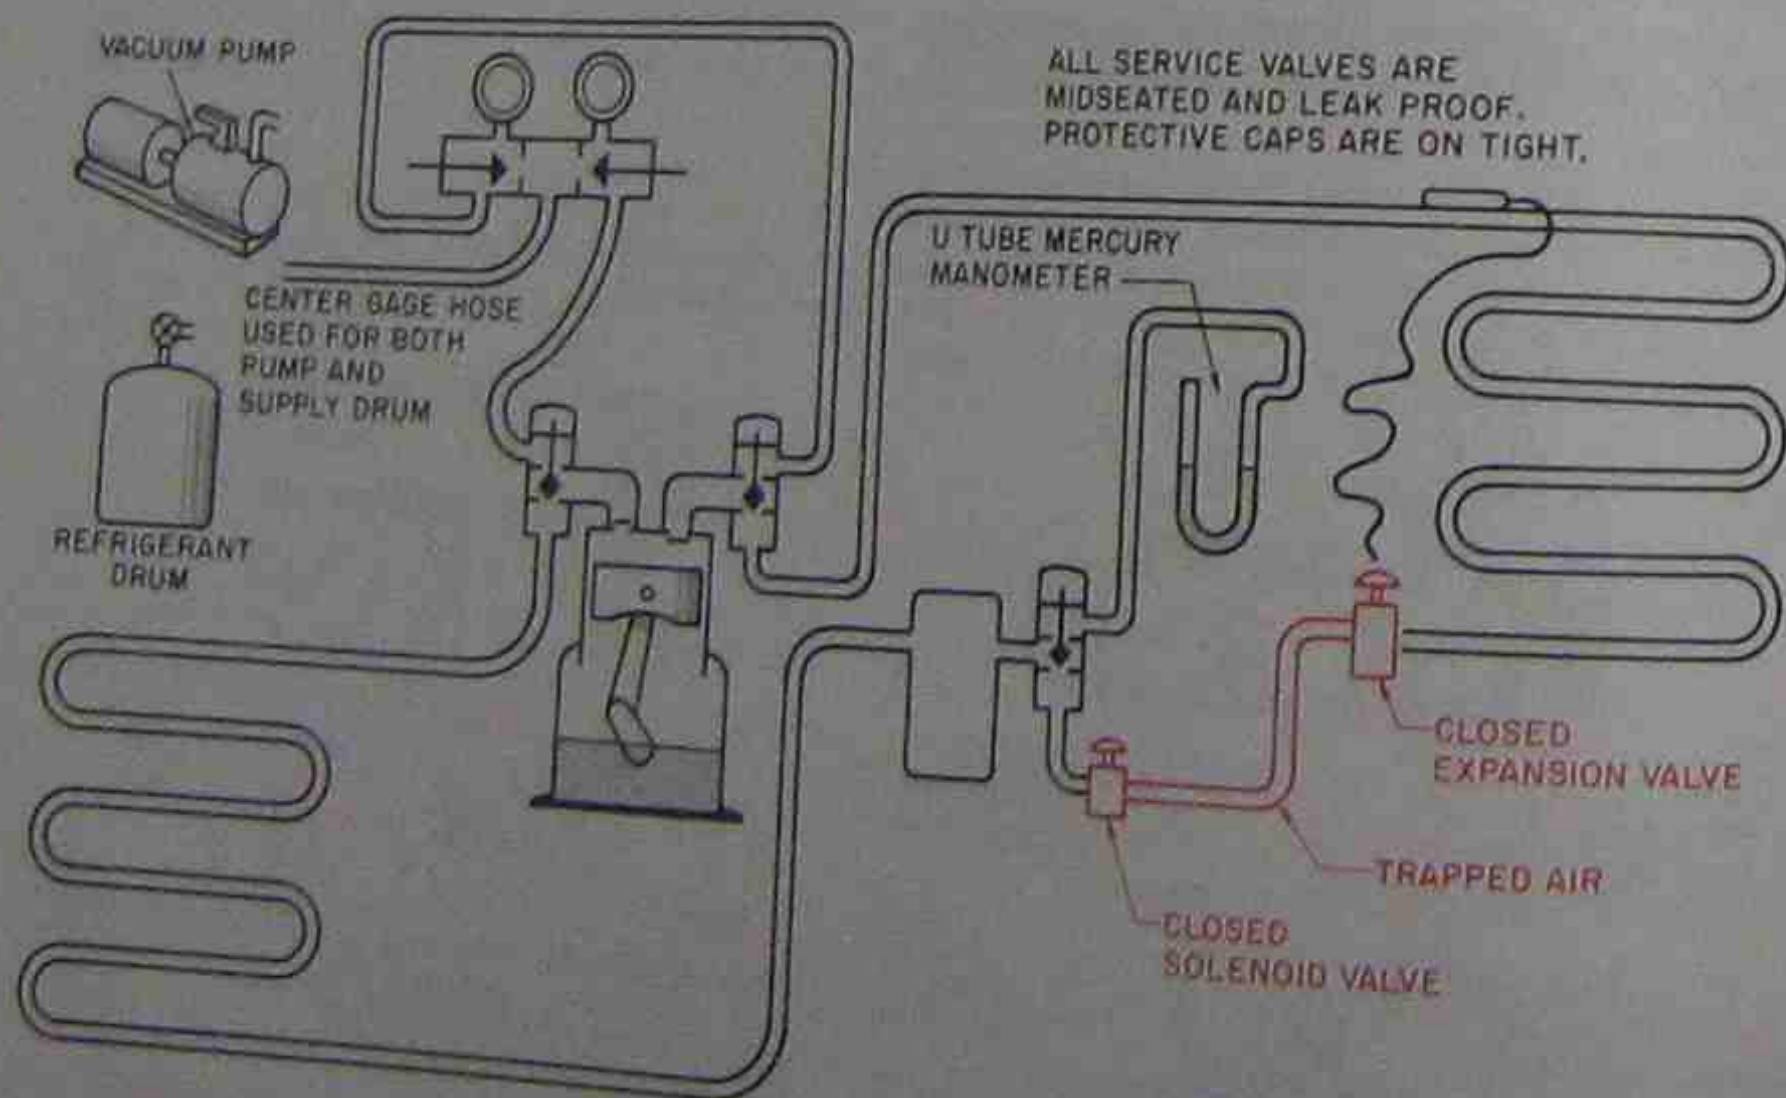 VACUUM PUMP
ALL SERVICE VALVES ARE
MIDSEATED AND LEAK PROOF.
PROTECTIVE CAPS ARE ON TIGHT.
U TUBE MERCURY
MANOMETER
CENTER GAGE HOSE
USED FOR BOTH
PUMP AND
SUPPLY DRUM
REFRIGERANT
DRUM
CLOSED
EXPANSION VALVE
TRAPPED AIR
CLOSED
SOLENOID VALVE